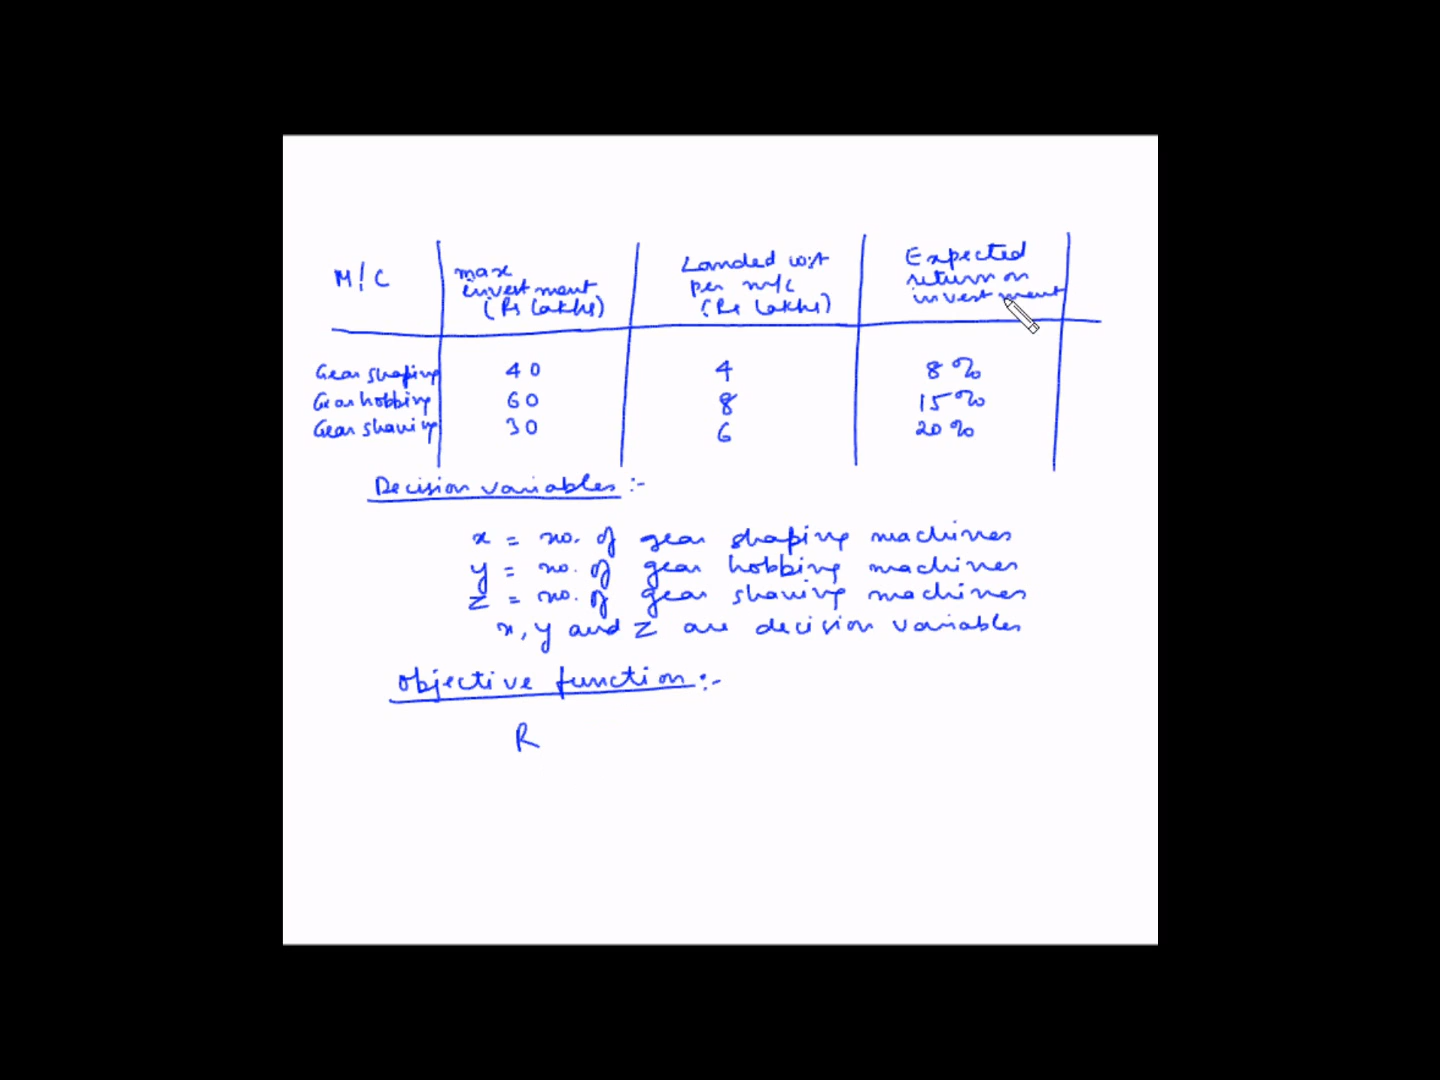 M/C
max investment (Rs lakhs)
Landed cost per m/c (Rs lakhs)
Expected return on investment
Gear shaping 40 4 8%
Gear hobbing 60 8 15%
Gear shaving 30 6 20%
Decision variables :-
x = no. of gear shaping machines
y = no. of gear hobbing machines
z = no. of gear shaving machines
x, y and z are decision variables
objective function :-
R